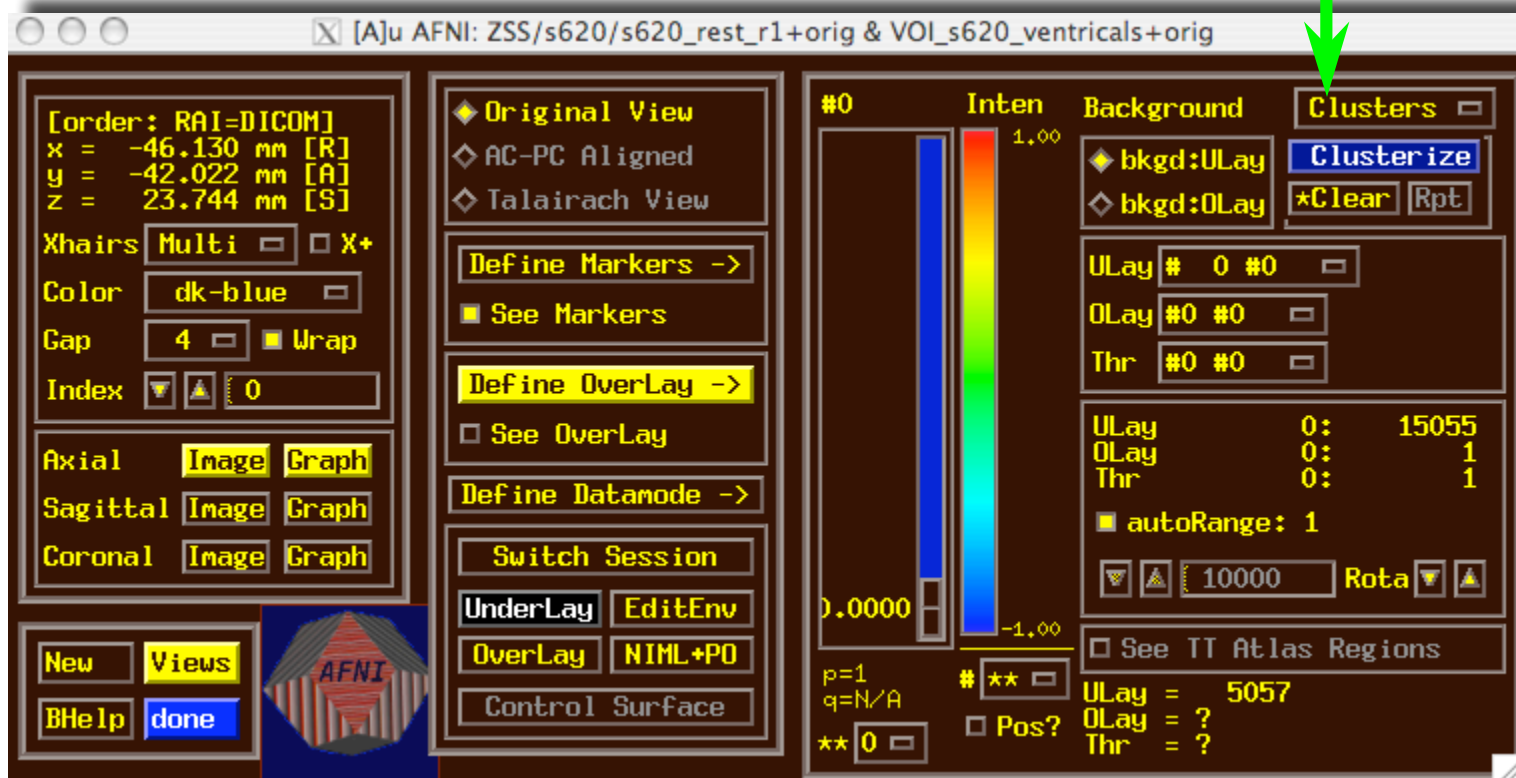 [A]u AFNI: ZSS/s620/s620_rest_r1+orig & VOI_s620_ventricals+orig
[order: RAI=DICOM]
x = -46.130 mm [R]
y = -42.022 mm [A]
z = 23.744 mm [S]
Xhairs Multi X+
Color dk-blue
Gap 4 Wrap
Index 0
Axial Image Graph
Sagittal Image Graph
Coronal Image Graph
New Views
BHelp done
AFNI
Original View
AC-PC Aligned
Talairach View
Define Markers ->
See Markers
Define OverLay ->
See OverLay
Define Datamode ->
Switch Session
UnderLay EditEnv
OverLay NIML+PO
Control Surface
#0 Inten
1.00
0.0000
-1.00
p=1
q=N/A
# **
Pos?
** 0
Background Clusters
bkgd:ULay Clusterize
bkgd:OLay *Clear Rpt
ULay # 0 #0
OLay #0 #0
Thr #0 #0
ULay 0: 15055
OLay 0: 1
Thr 0: 1
autoRange: 1
10000 Rota
See TT Atlas Regions
ULay = 5057
OLay = ?
Thr = ?